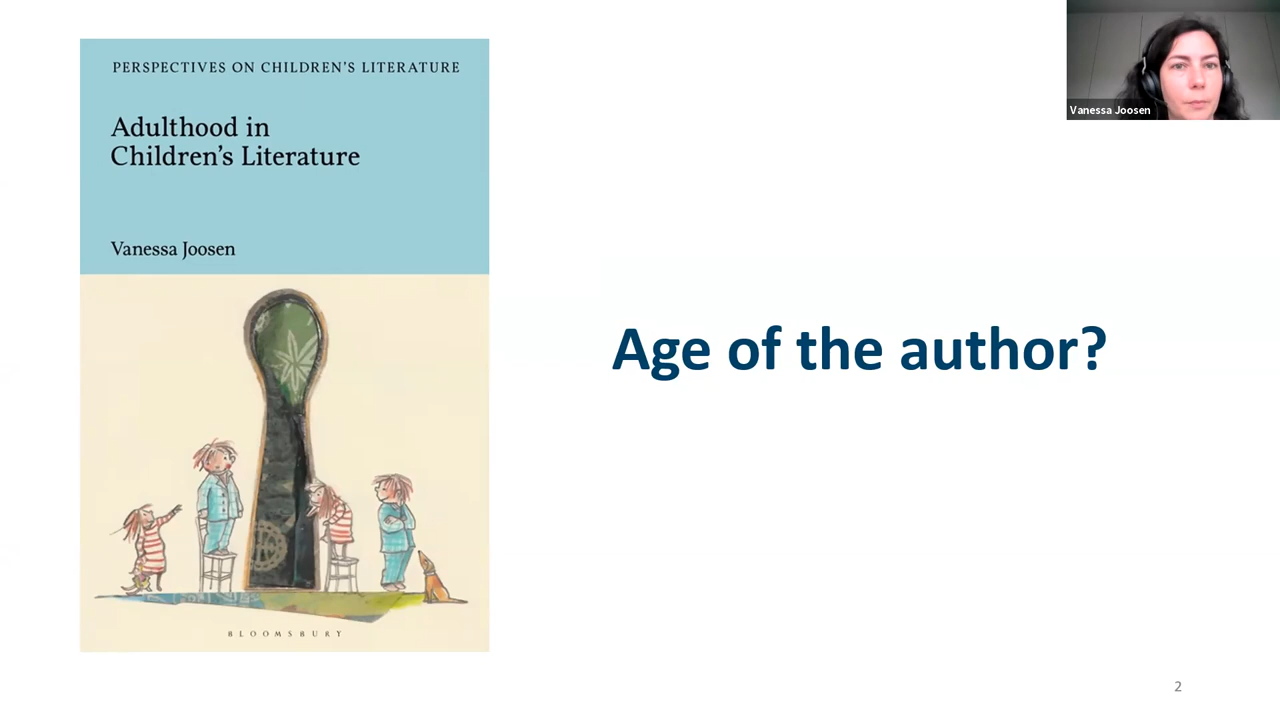 PERSPECTIVES ON CHILDREN'S LITERATURE
Adulthood in
Children's Literature
Vanessa Joosen
BLOOMSBURY
Age of the author?
Vanessa Joosen
2